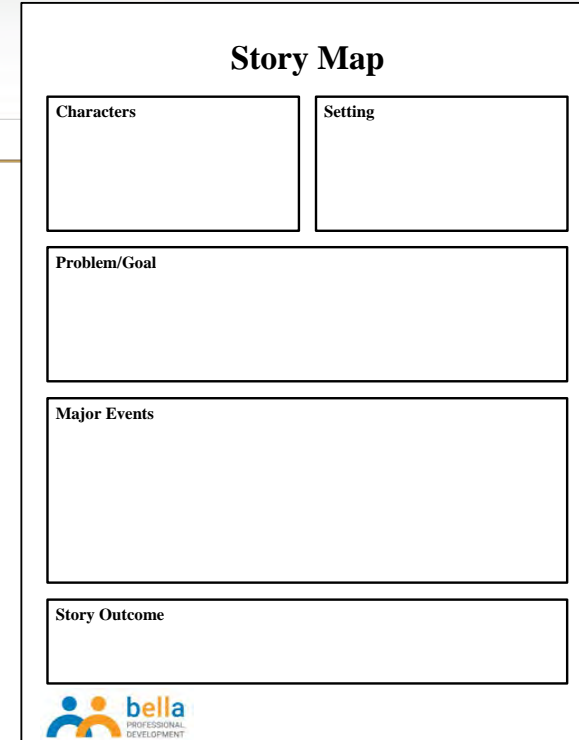 Story Map
Characters
Setting
Problem/Goal
Major Events
Story Outcome
bella
PROFESSIONAL
DEVELOPMENT